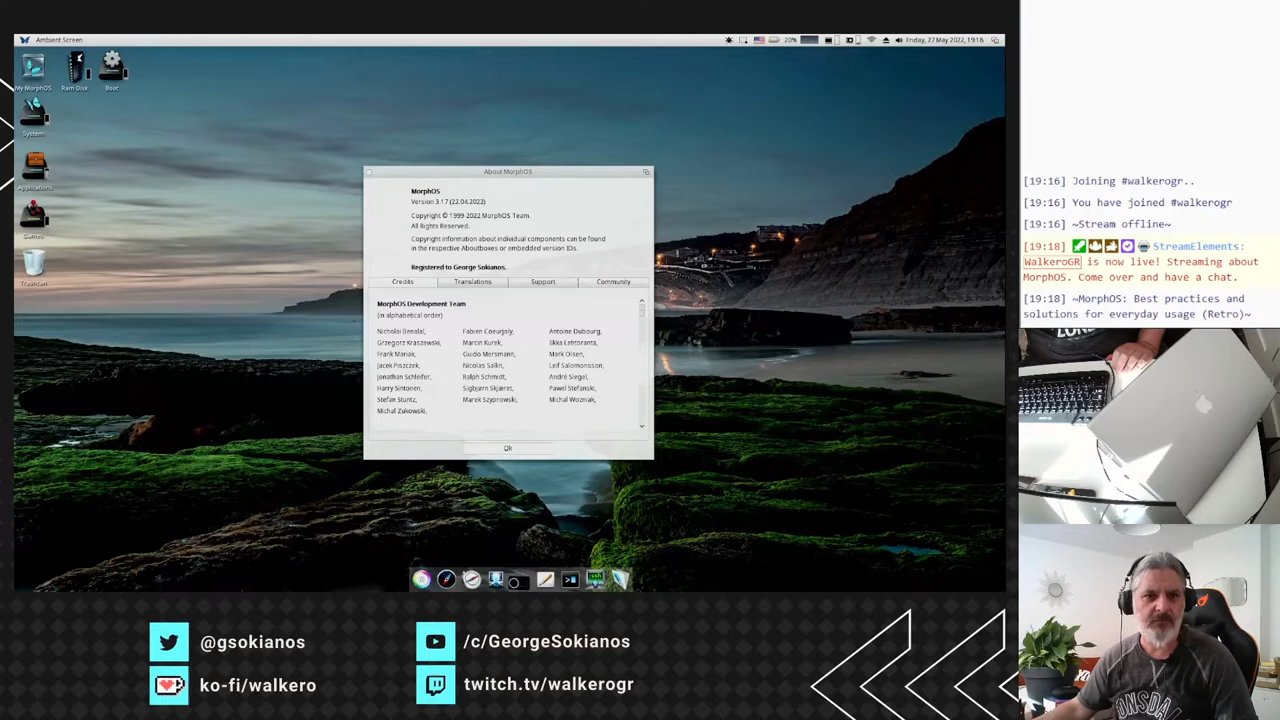 Ambient Screen
20%
Friday, 27 May 2022, 19:18
My MorphOS
Ram Disk
Boot
System
Applications
Games
Trashcan
About MorphOS
MorphOS
Version 3.17 (22.04.2022)
Copyright © 1999-2022 MorphOS Team.
All Rights Reserved.
Copyright information about individual components can be found
in the respective Aboutboxes or embedded version IDs.
Registered to George Sokianos.
Credits Translations Support Community
MorphOS Development Team
(in alphabetical order)
Nicholai Benalal, Fabien Coeurjoly, Antoine Dubourg,
Grzegorz Kraszewski, Marcin Kurek, Ilkka Lehtoranta,
Frank Mariak, Guido Mersmann, Mark Olsen,
Jacek Piszczek, Nicolas Sallin, Leif Salomonsson,
Jonathan Schleifer, Ralph Schmidt, André Siegel,
Harry Sintonen, Sigbjørn Skjæret, Pawel Stefanski,
Stefan Stuntz, Marek Szyprowski, Michal Wozniak,
Michal Zukowski,
Ok
ssh
[19:16] Joining #walkerogr..
[19:16] You have joined #walkerogr
[19:16] ~Stream offline~
[19:18] StreamElements:
WalkeroGR is now live! Streaming about
MorphOS. Come over and have a chat.
[19:18] ~MorphOS: Best practices and
solutions for everyday usage (Retro)~
@gsokianos
/c/GeorgeSokianos
ko-fi/walkero
twitch.tv/walkerogr